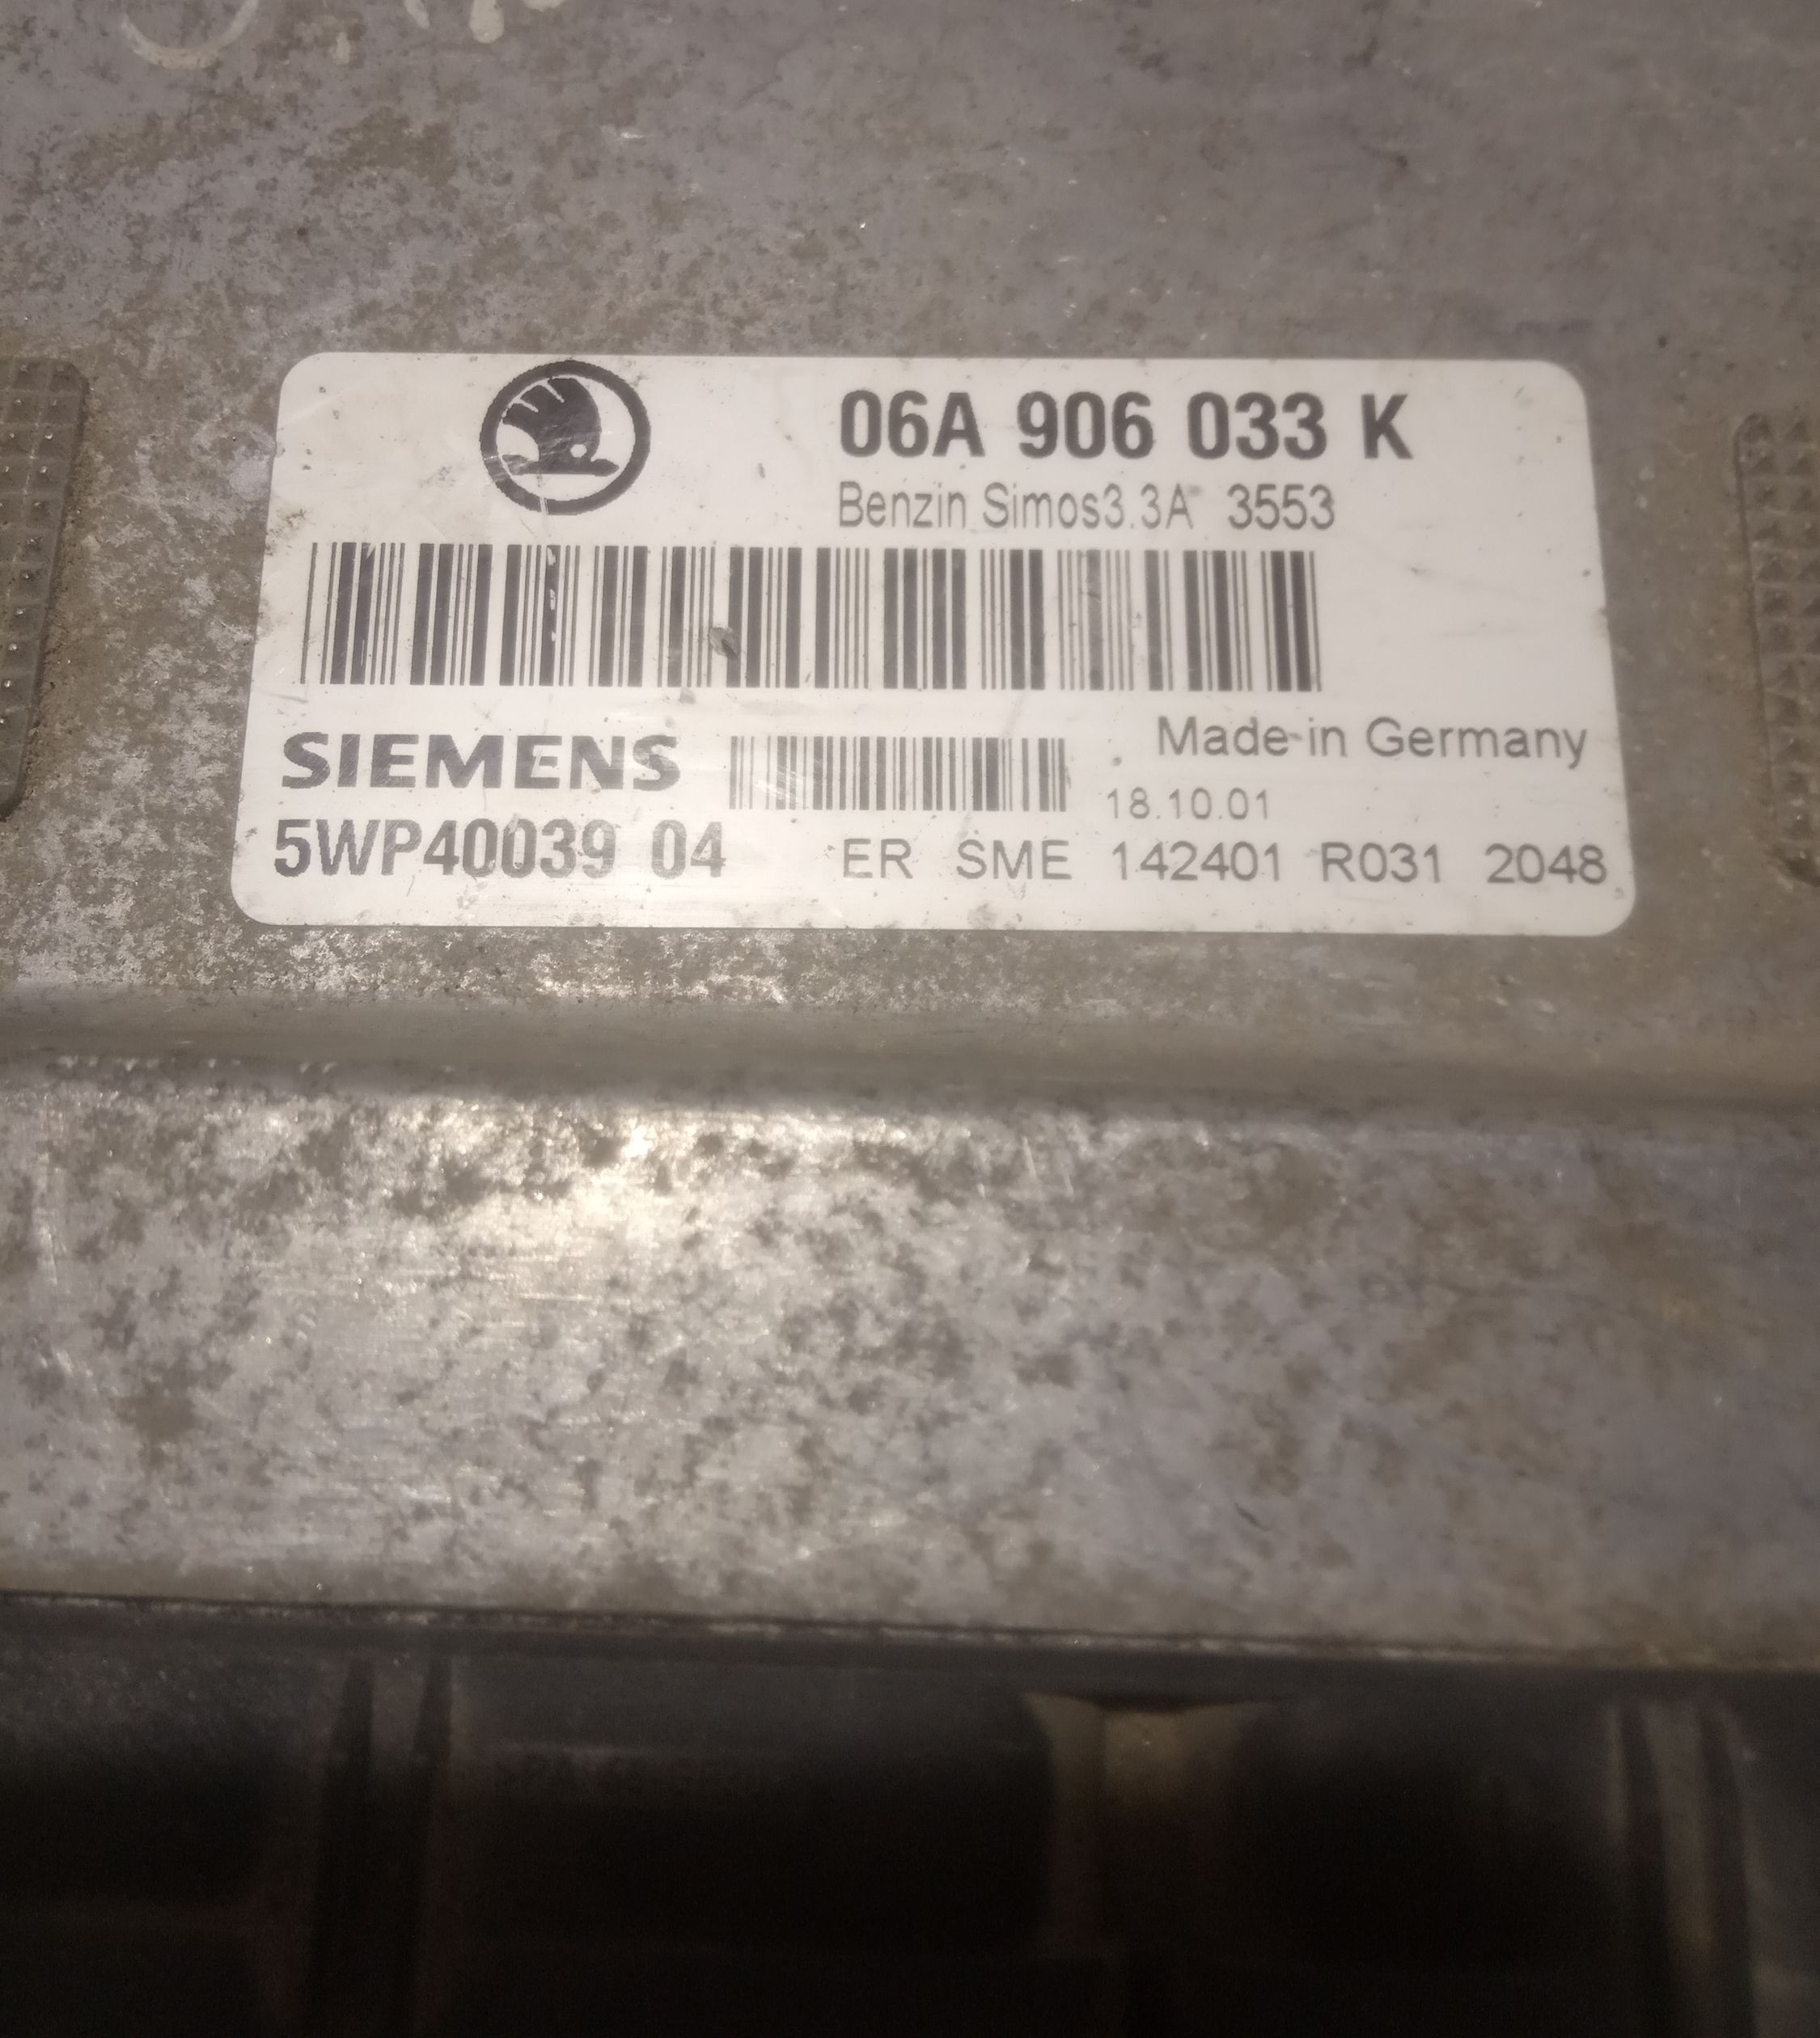 06A 906 033 K
Benzin Simos3.3A 3553
SIEMENS
Made in Germany
18.10.01
5WP40039 04
ER SME 142401 R031 2048